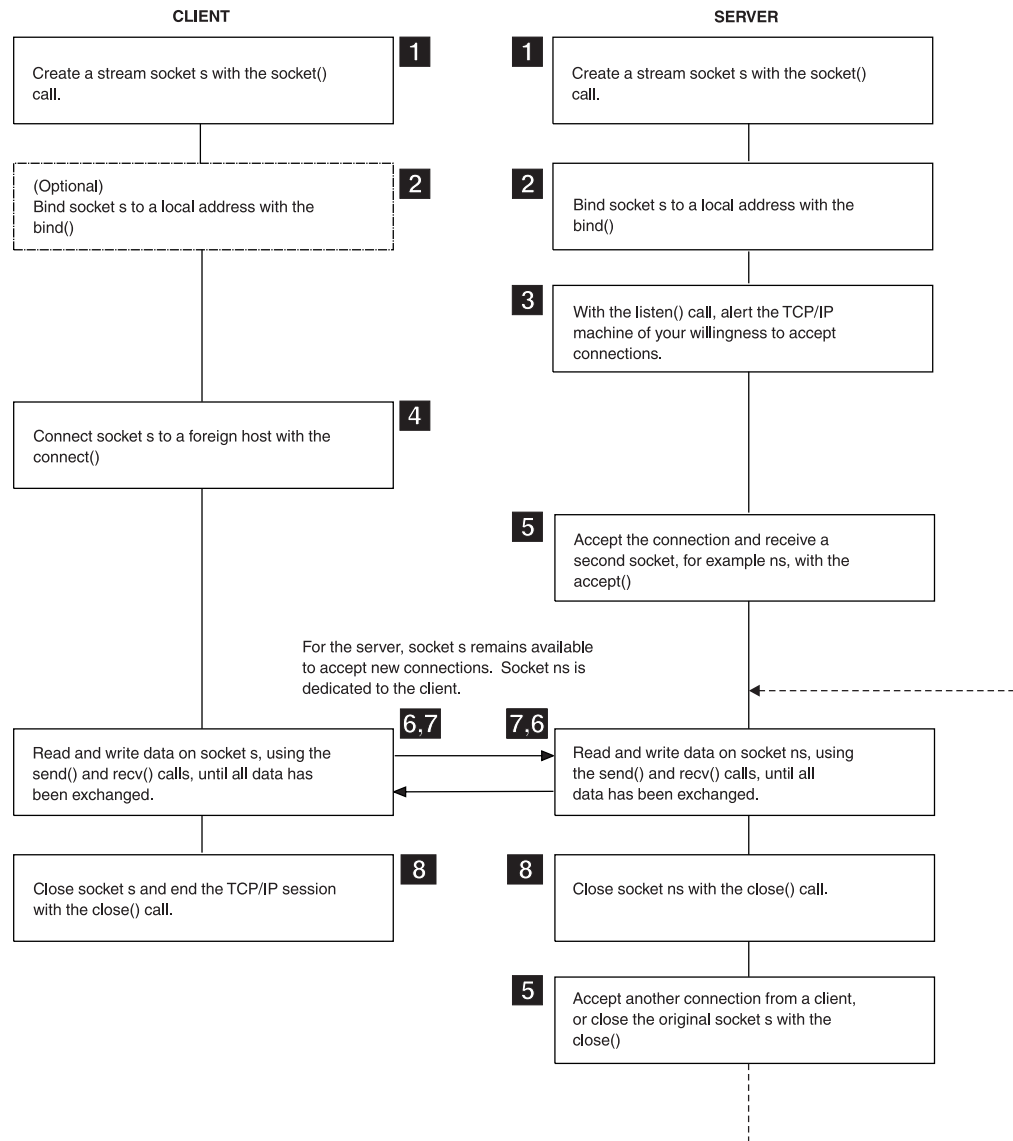 CLIENT
SERVER
1
1
Create a stream socket s with the socket()
call.
Create a stream socket s with the socket()
call.
2
2
(Optional)
Bind socket s to a local address with the
bind()
Bind socket s to a local address with the
bind()
3
With the listen() call, alert the TCP/IP
machine of your willingness to accept
connections.
4
Connect socket s to a foreign host with the
connect()
5
Accept the connection and receive a
second socket, for example ns, with the
accept()
For the server, socket s remains available
to accept new connections. Socket ns is
dedicated to the client.
6,7
7,6
Read and write data on socket s, using the
send() and recv() calls, until all data has
been exchanged.
Read and write data on socket ns, using
the send() and recv() calls, until all
data has been exchanged.
8
8
Close socket s and end the TCP/IP session
with the close() call.
Close socket ns with the close() call.
5
Accept another connection from a client,
or close the original socket s with the
close()